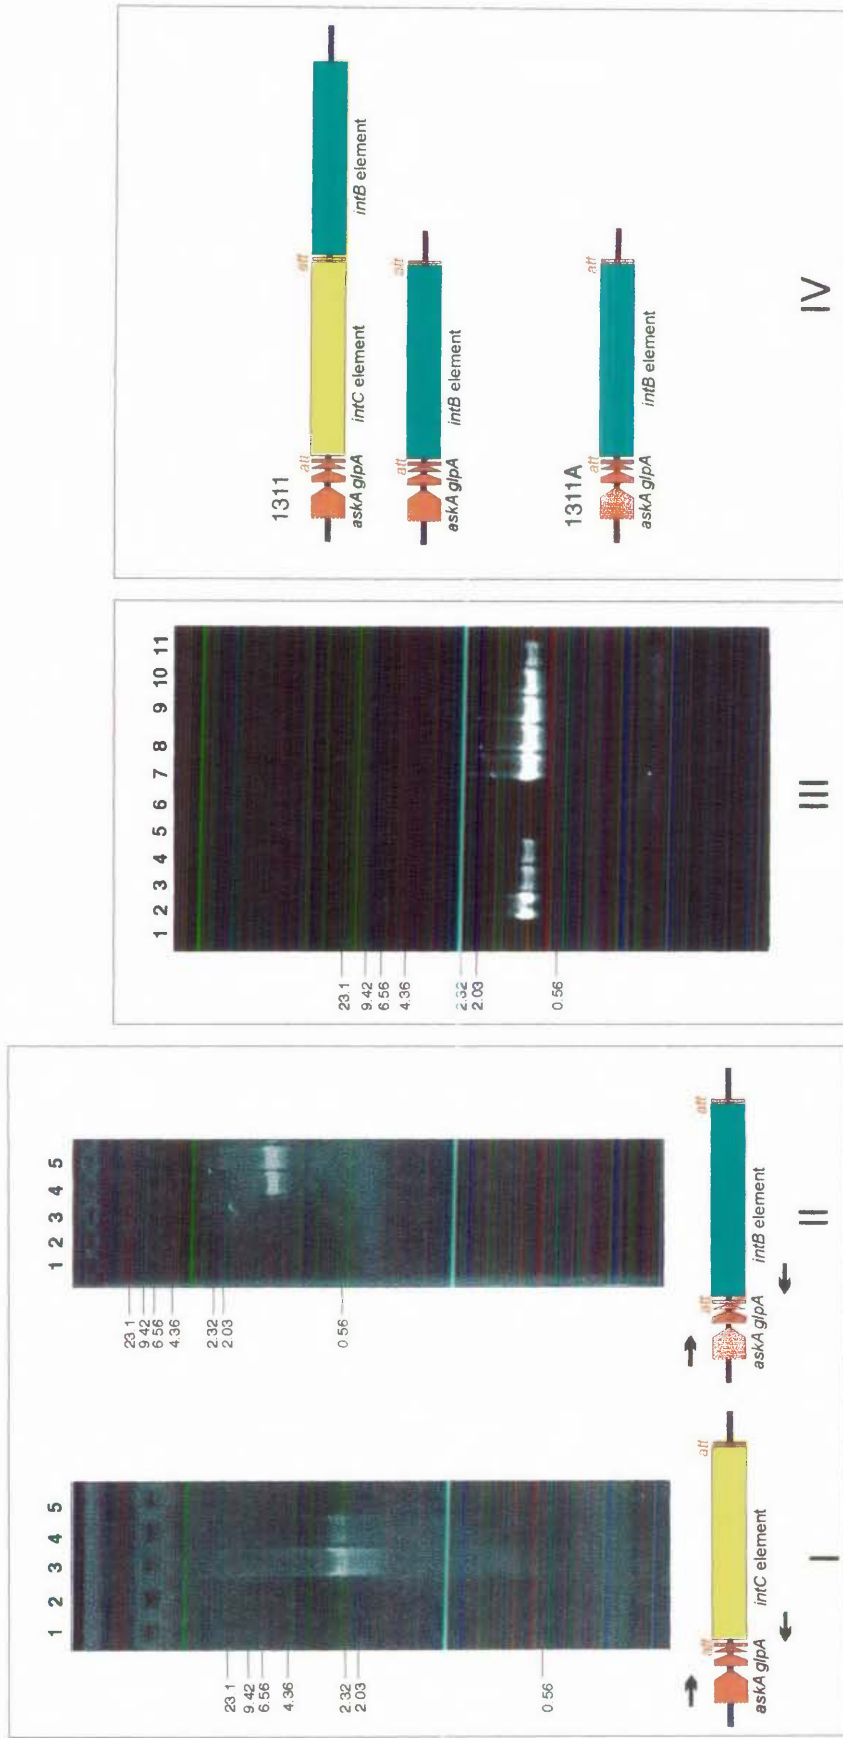 1 2 3 4 5
23.1
9.42
6.56
4.36
2.32
2.03
0.56
att
att
askA glpA
intC element
I
1 2 3 4 5
23.1
9.42
6.56
4.36
2.32
2.03
0.56
att
att
askA glpA
intB element
II
1 2 3 4 5 6 7 8 9 10 11
23.1
9.42
6.56
4.36
2.32
2.03
0.56
III
1311
att
att
askA glpA
intC element
intB element
att
att
askA glpA
intB element
1311A
att
att
askA glpA
intB element
IV